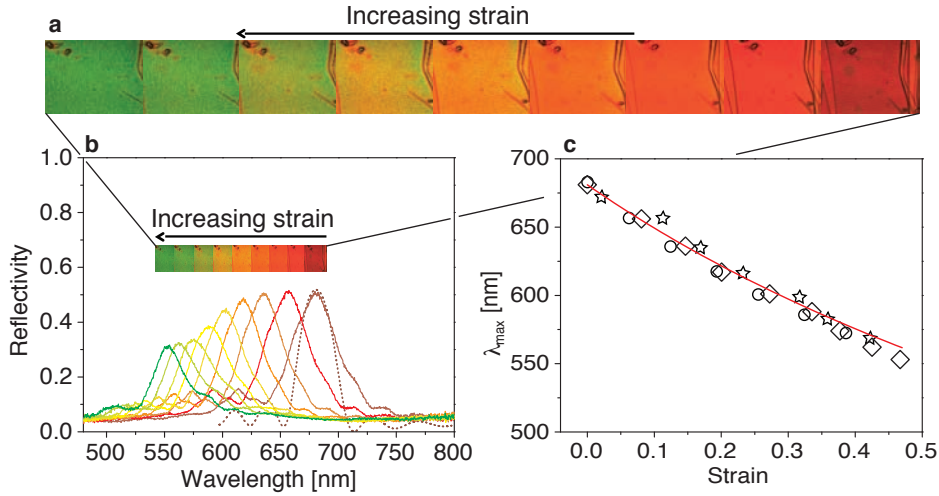 a
Increasing strain
b
1.0
0.8
0.6
0.4
0.2
0.0
Reflectivity
Increasing strain
500 550 600 650 700 750 800
Wavelength [nm]
c
700
650
600
550
500
λmax [nm]
0.0 0.1 0.2 0.3 0.4 0.5
Strain